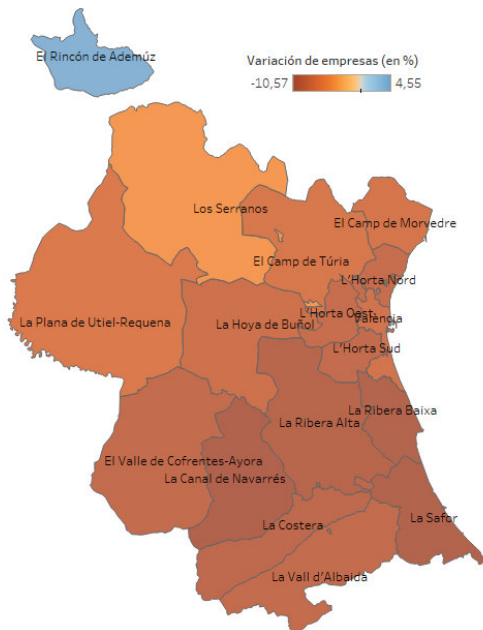 El Rincón de Ademúz
Variación de empresas (en %)
-10,57
4,55
Los Serranos
El Camp de Morvedre
El Camp de Túria
L'Horta Nord
L'Horta Oest
La Plana de Utiel-Requena
La Hoya de Buñol
València
L'Horta Sud
La Ribera Baixa
La Ribera Alta
El Valle de Cofrentes-Ayora
La Canal de Navarrés
La Safor
La Costera
La Vall d'Albaida